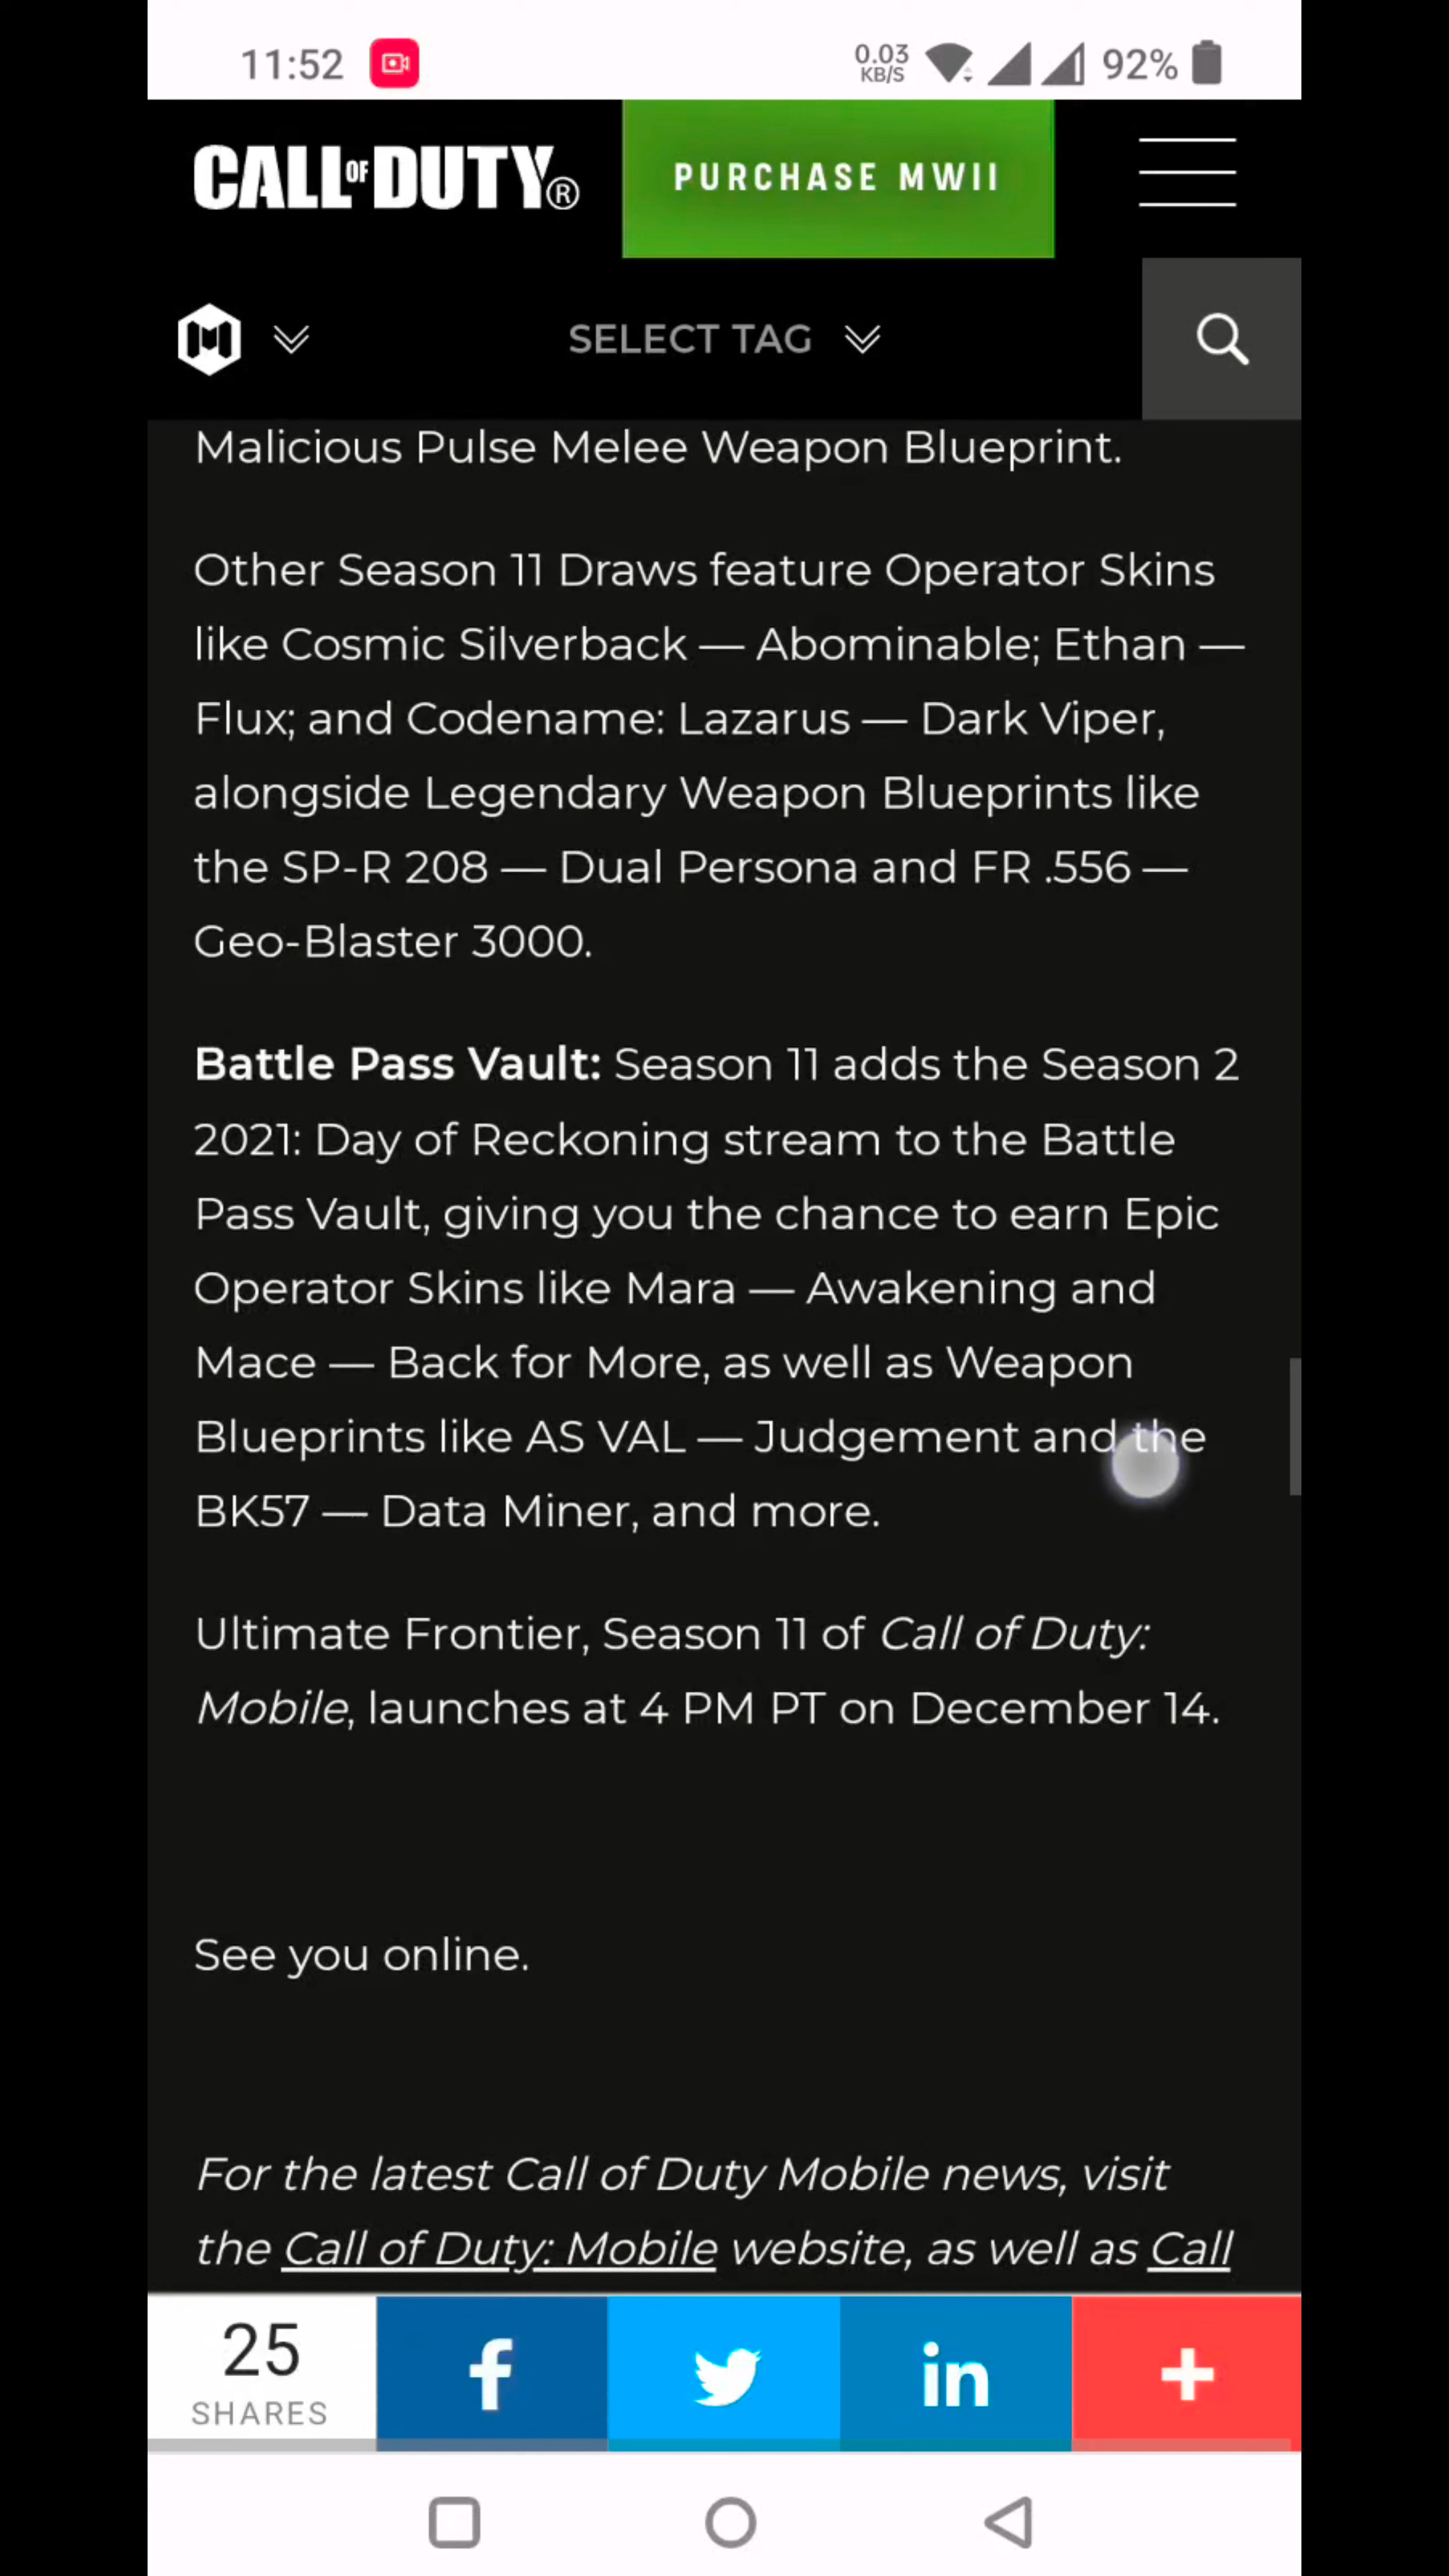 11:52
0.03
KB/S
92%
CALL OF DUTY®
PURCHASE MWII
SELECT TAG
Malicious Pulse Melee Weapon Blueprint.
Other Season 11 Draws feature Operator Skins
like Cosmic Silverback — Abominable; Ethan —
Flux; and Codename: Lazarus — Dark Viper,
alongside Legendary Weapon Blueprints like
the SP-R 208 — Dual Persona and FR .556 —
Geo-Blaster 3000.
Battle Pass Vault: Season 11 adds the Season 2
2021: Day of Reckoning stream to the Battle
Pass Vault, giving you the chance to earn Epic
Operator Skins like Mara — Awakening and
Mace — Back for More, as well as Weapon
Blueprints like AS VAL — Judgement and the
BK57 — Data Miner, and more.
Ultimate Frontier, Season 11 of Call of Duty:
Mobile, launches at 4 PM PT on December 14.
See you online.
For the latest Call of Duty Mobile news, visit
the Call of Duty: Mobile website, as well as Call
25
SHARES